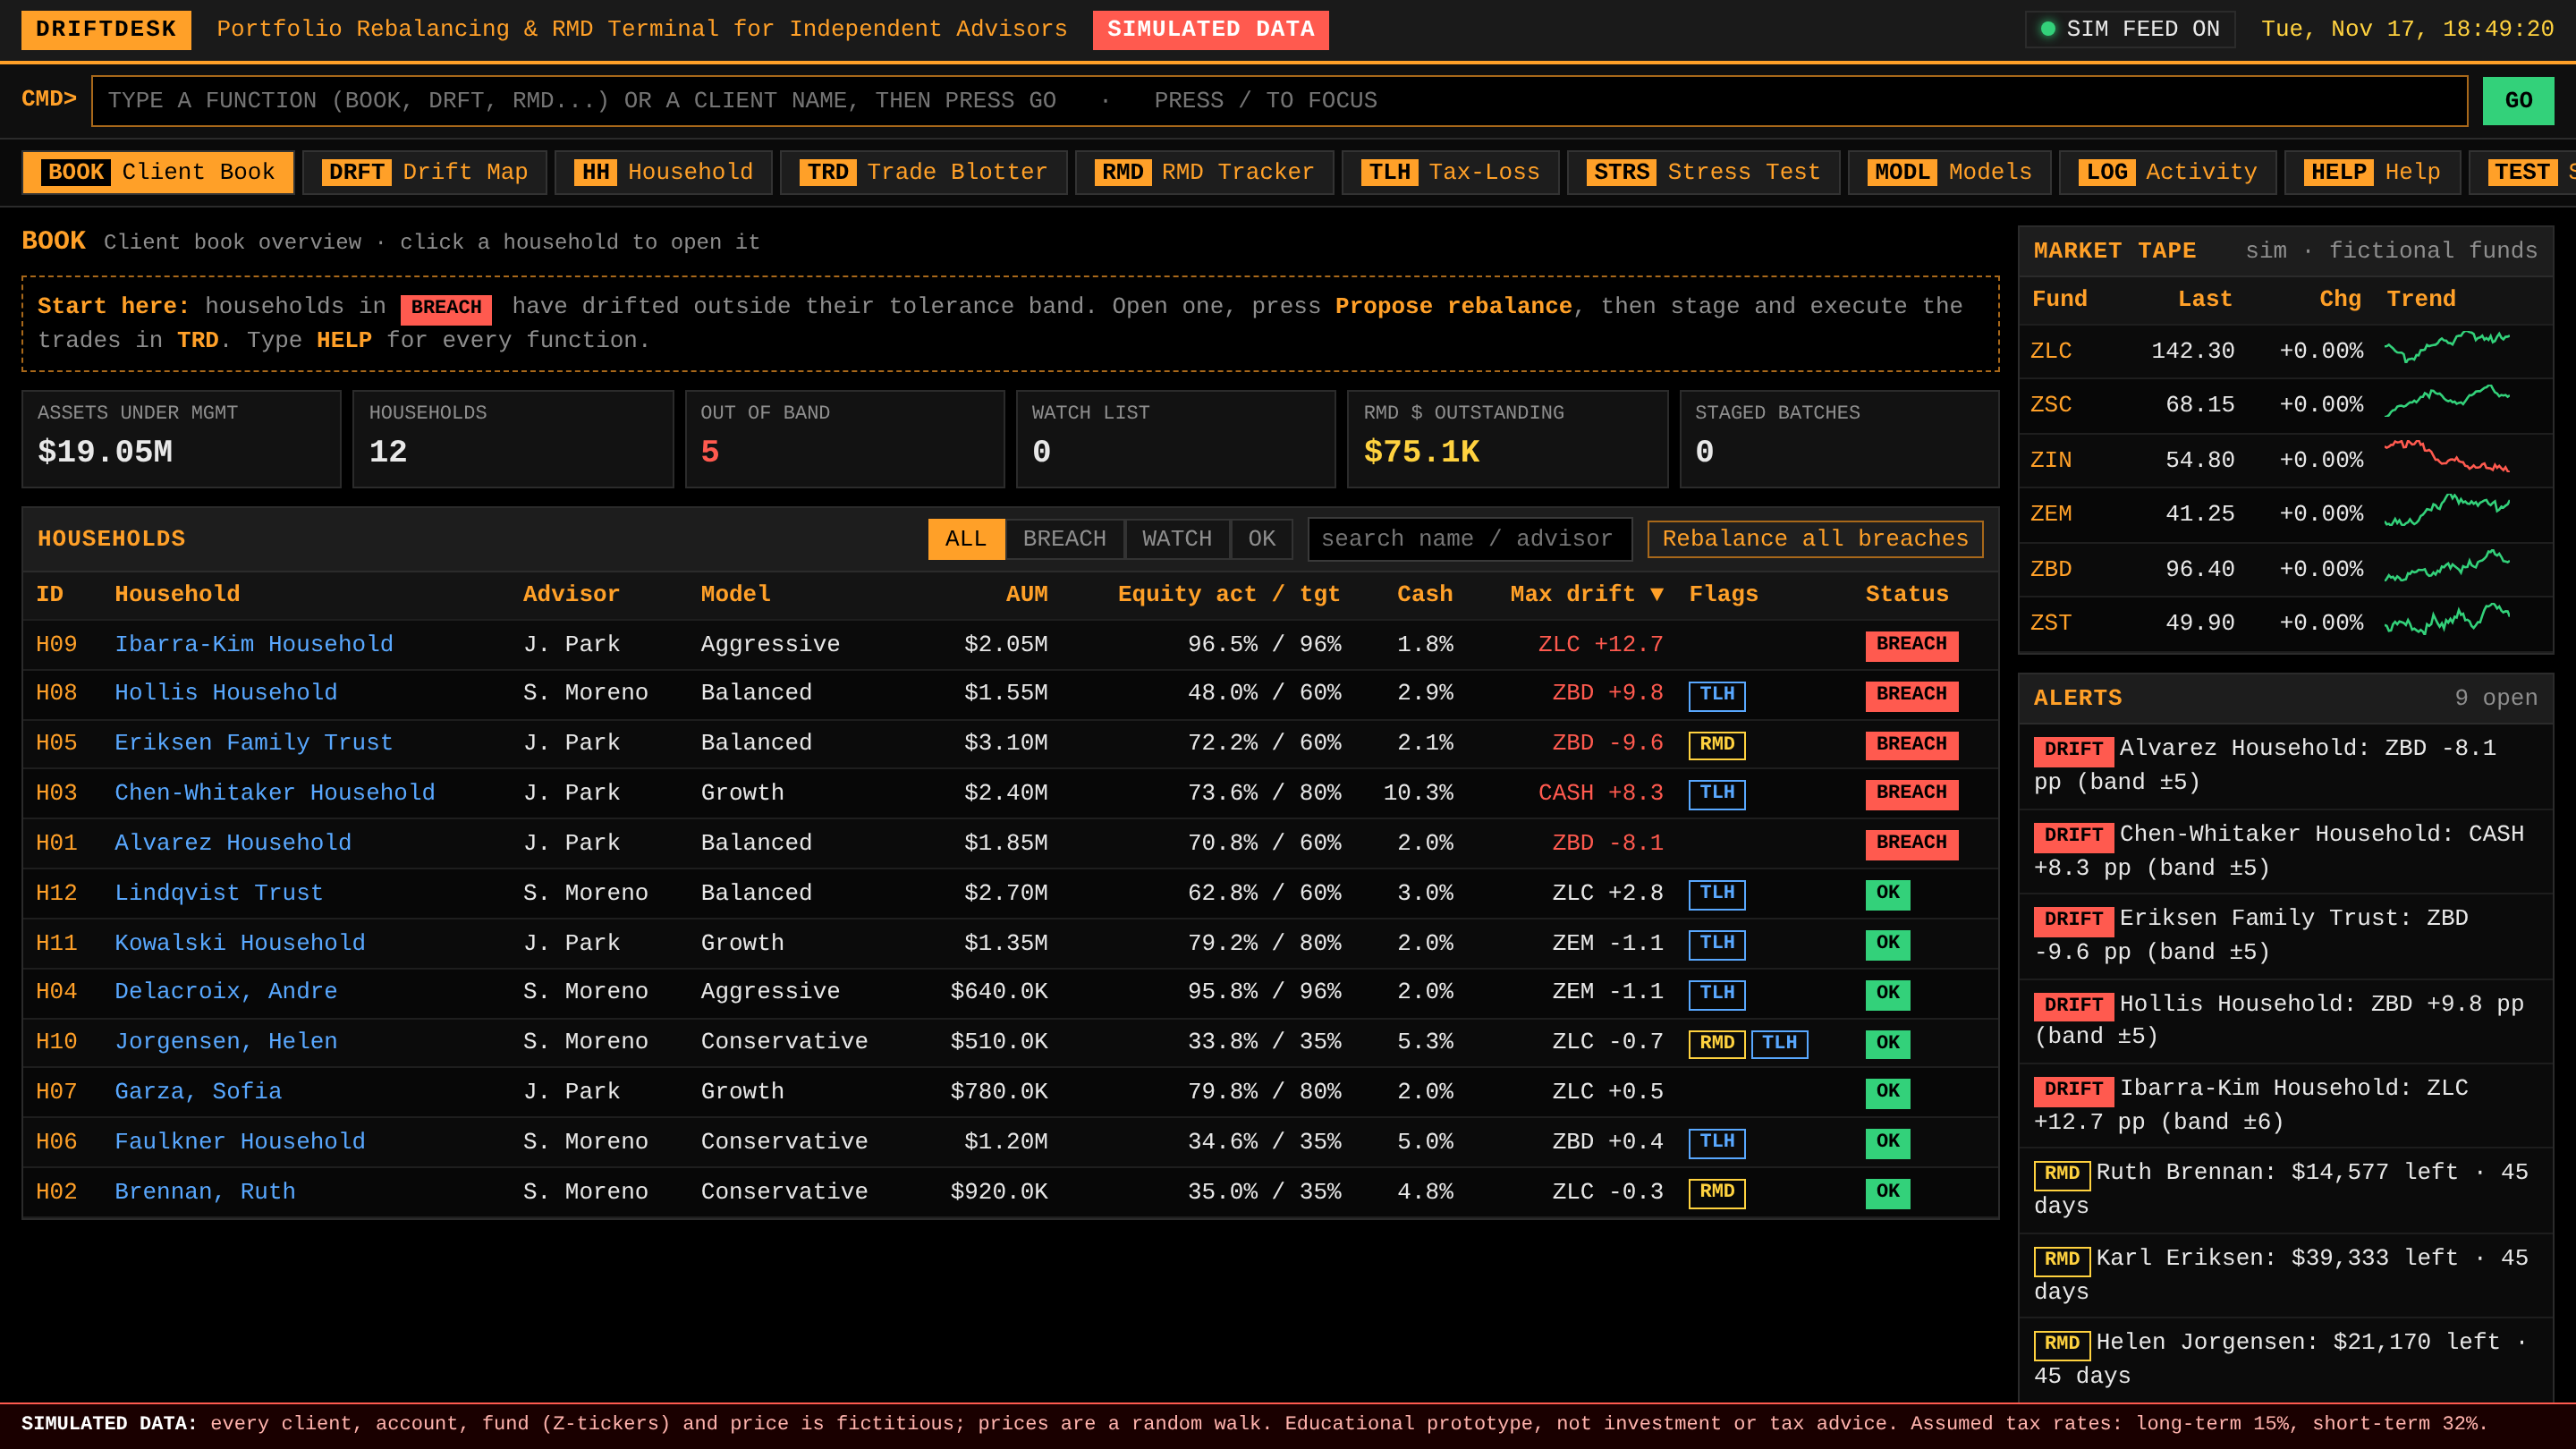 DRIFTDESK Portfolio Rebalancing & RMD Terminal for Independent Advisors SIMULATED DATA SIM FEED ON Tue, Nov 17, 18:49:20
CMD> TYPE A FUNCTION (BOOK, DRFT, RMD...) OR A CLIENT NAME, THEN PRESS GO · PRESS / TO FOCUS GO
BOOK Client Book DRFT Drift Map HH Household TRD Trade Blotter RMD RMD Tracker TLH Tax-Loss STRS Stress Test MODL Models LOG Activity HELP Help TEST
BOOK Client book overview · click a household to open it
Start here: households in BREACH have drifted outside their tolerance band. Open one, press Propose rebalance, then stage and execute the
trades in TRD. Type HELP for every function.
ASSETS UNDER MGMT HOUSEHOLDS OUT OF BAND WATCH LIST RMD $ OUTSTANDING STAGED BATCHES
$19.05M 12 5 0 $75.1K 0
HOUSEHOLDS ALL BREACH WATCH OK search name / advisor Rebalance all breaches
ID Household Advisor Model AUM Equity act / tgt Cash Max drift ▼ Flags Status
H09 Ibarra-Kim Household J. Park Aggressive $2.05M 96.5% / 96% 1.8% ZLC +12.7 BREACH
H08 Hollis Household S. Moreno Balanced $1.55M 48.0% / 60% 2.9% ZBD +9.8 TLH BREACH
H05 Eriksen Family Trust J. Park Balanced $3.10M 72.2% / 60% 2.1% ZBD -9.6 RMD BREACH
H03 Chen-Whitaker Household J. Park Growth $2.40M 73.6% / 80% 10.3% CASH +8.3 TLH BREACH
H01 Alvarez Household J. Park Balanced $1.85M 70.8% / 60% 2.0% ZBD -8.1 BREACH
H12 Lindqvist Trust S. Moreno Balanced $2.70M 62.8% / 60% 3.0% ZLC +2.8 TLH OK
H11 Kowalski Household J. Park Growth $1.35M 79.2% / 80% 2.0% ZEM -1.1 TLH OK
H04 Delacroix, Andre S. Moreno Aggressive $640.0K 95.8% / 96% 2.0% ZEM -1.1 TLH OK
H10 Jorgensen, Helen S. Moreno Conservative $510.0K 33.8% / 35% 5.3% ZLC -0.7 RMD TLH OK
H07 Garza, Sofia J. Park Growth $780.0K 79.8% / 80% 2.0% ZLC +0.5 OK
H06 Faulkner Household S. Moreno Conservative $1.20M 34.6% / 35% 5.0% ZBD +0.4 TLH OK
H02 Brennan, Ruth S. Moreno Conservative $920.0K 35.0% / 35% 4.8% ZLC -0.3 RMD OK
MARKET TAPE sim · fictional funds
Fund Last Chg Trend
ZLC 142.30 +0.00%
ZSC 68.15 +0.00%
ZIN 54.80 +0.00%
ZEM 41.25 +0.00%
ZBD 96.40 +0.00%
ZST 49.90 +0.00%
ALERTS 9 open
DRIFT Alvarez Household: ZBD -8.1
pp (band ±5)
DRIFT Chen-Whitaker Household: CASH
+8.3 pp (band ±5)
DRIFT Eriksen Family Trust: ZBD
-9.6 pp (band ±5)
DRIFT Hollis Household: ZBD +9.8 pp
(band ±5)
DRIFT Ibarra-Kim Household: ZLC
+12.7 pp (band ±6)
RMD Ruth Brennan: $14,577 left · 45
days
RMD Karl Eriksen: $39,333 left · 45
days
RMD Helen Jorgensen: $21,170 left ·
45 days
SIMULATED DATA: every client, account, fund (Z-tickers) and price is fictitious; prices are a random walk. Educational prototype, not investment or tax advice. Assumed tax rates: long-term 15%, short-term 32%.